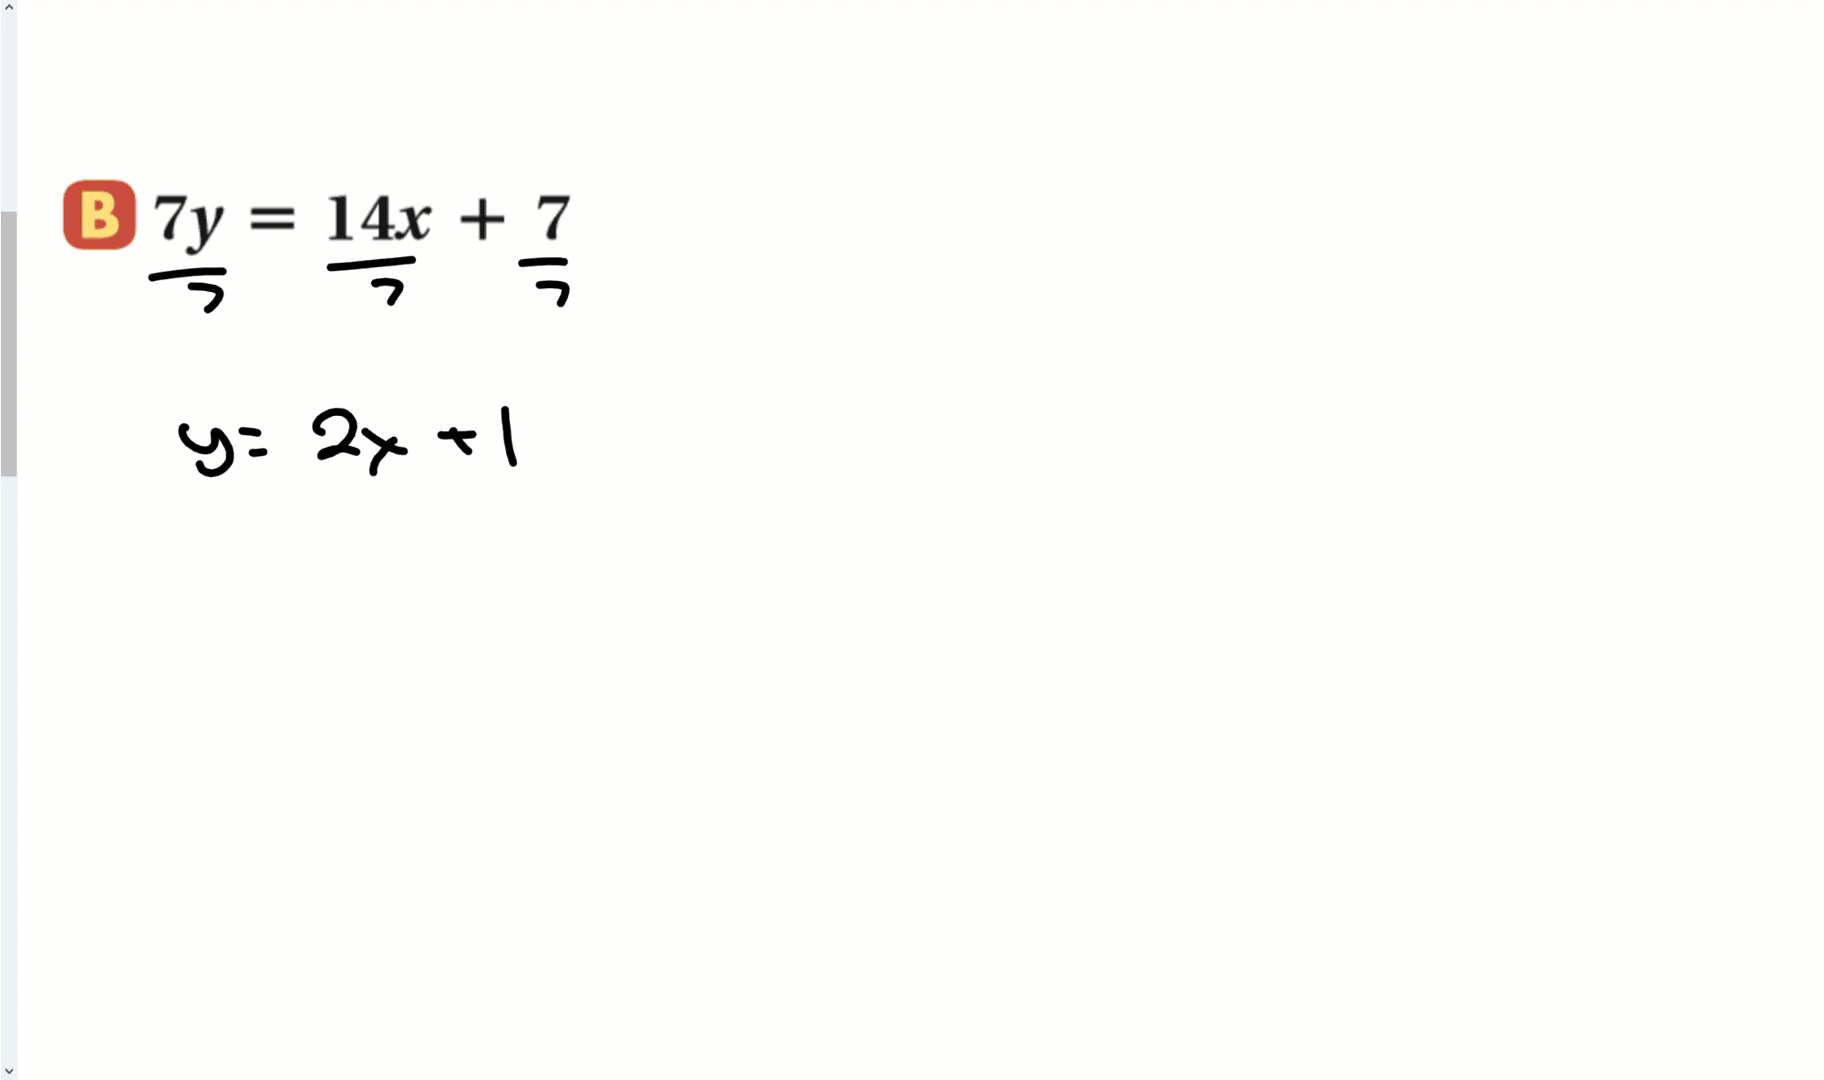 B 7y = 14x + 7
7 7 7
y = 2x + 1